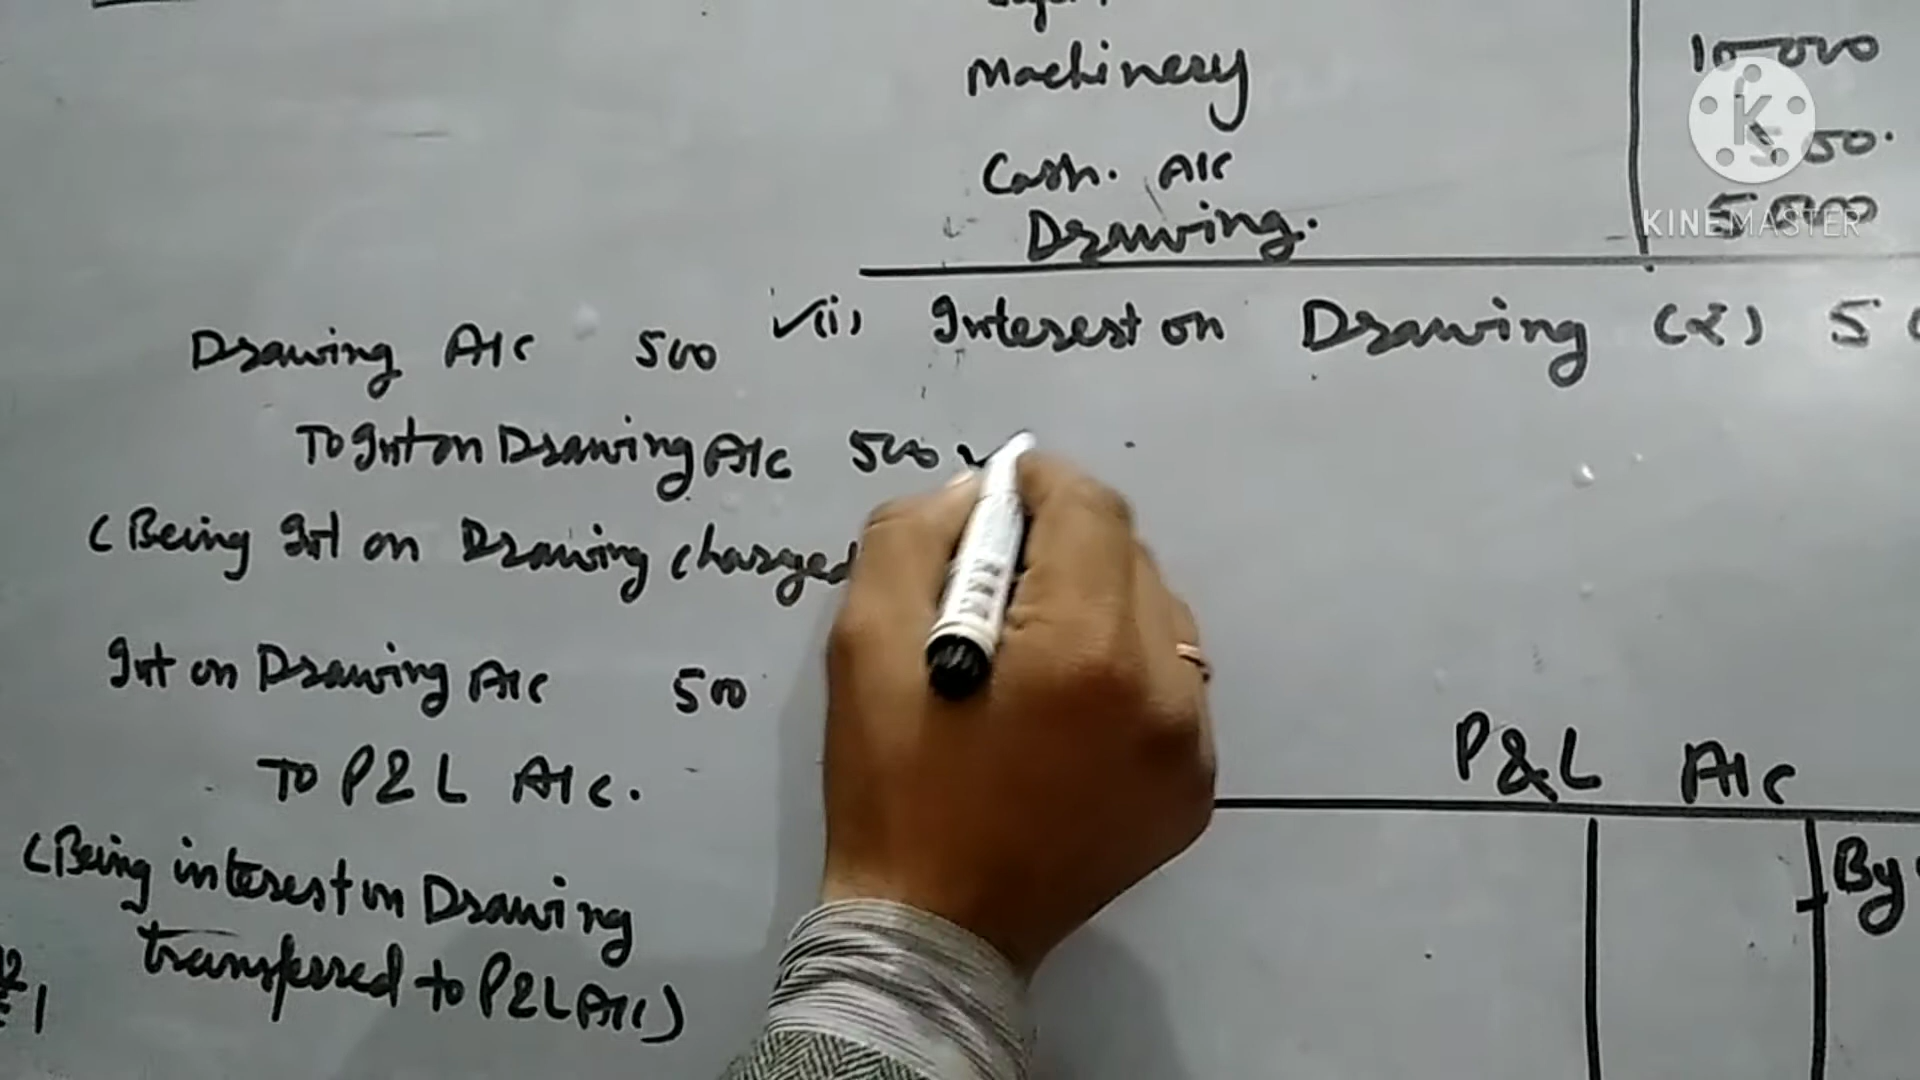 Machinery 10000
Cash. A/c
Drawing. 5000
KINEMASTER
(ii) Interest on Drawing (₹) 5
Drawing A/c 500
To Int on Drawing A/c 500
(Being Int on Drawing charged
Int on Drawing A/c 500
To P&L A/c.
(Being interest on Drawing
transferred to P&L A/c)
P&L A/c
By